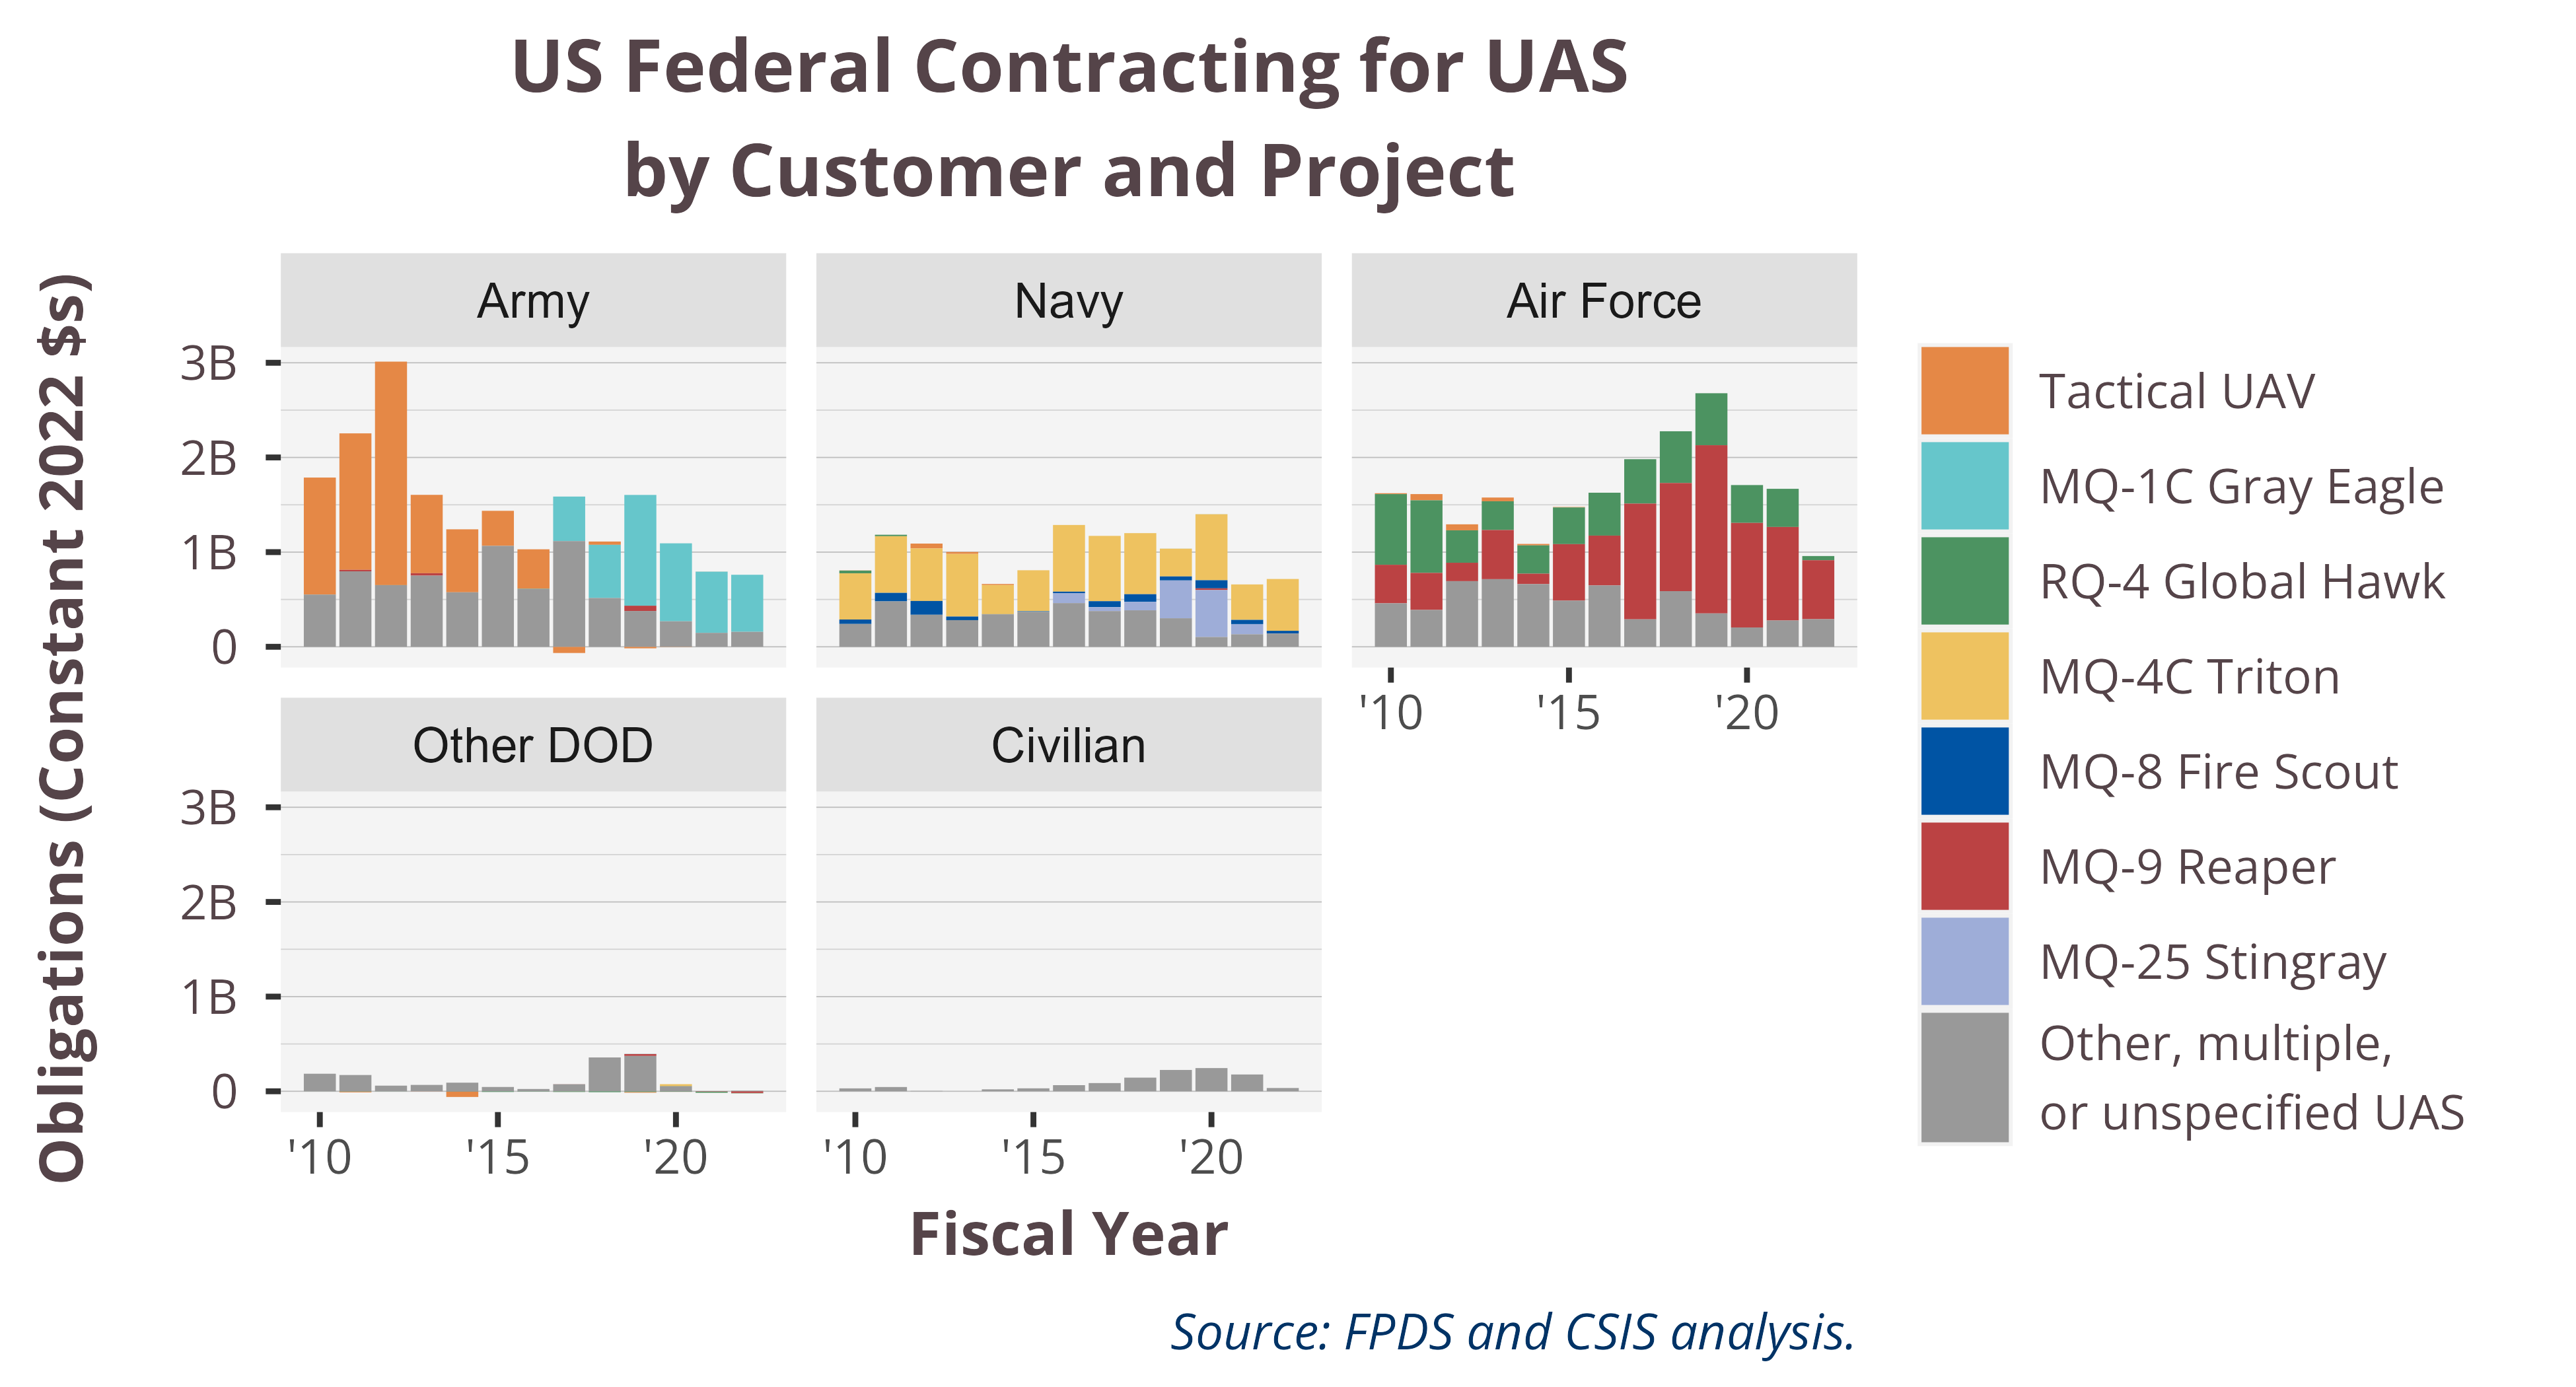 US Federal Contracting for UAS
by Customer and Project
Obligations (Constant 2022 $s)
Army
Navy
Air Force
3B
2B
1B
0
'10
'15
'20
Other DOD
Civilian
3B
2B
1B
0
'10
'15
'20
'10
'15
'20
Fiscal Year
Tactical UAV
MQ-1C Gray Eagle
RQ-4 Global Hawk
MQ-4C Triton
MQ-8 Fire Scout
MQ-9 Reaper
MQ-25 Stingray
Other, multiple,
or unspecified UAS
Source: FPDS and CSIS analysis.